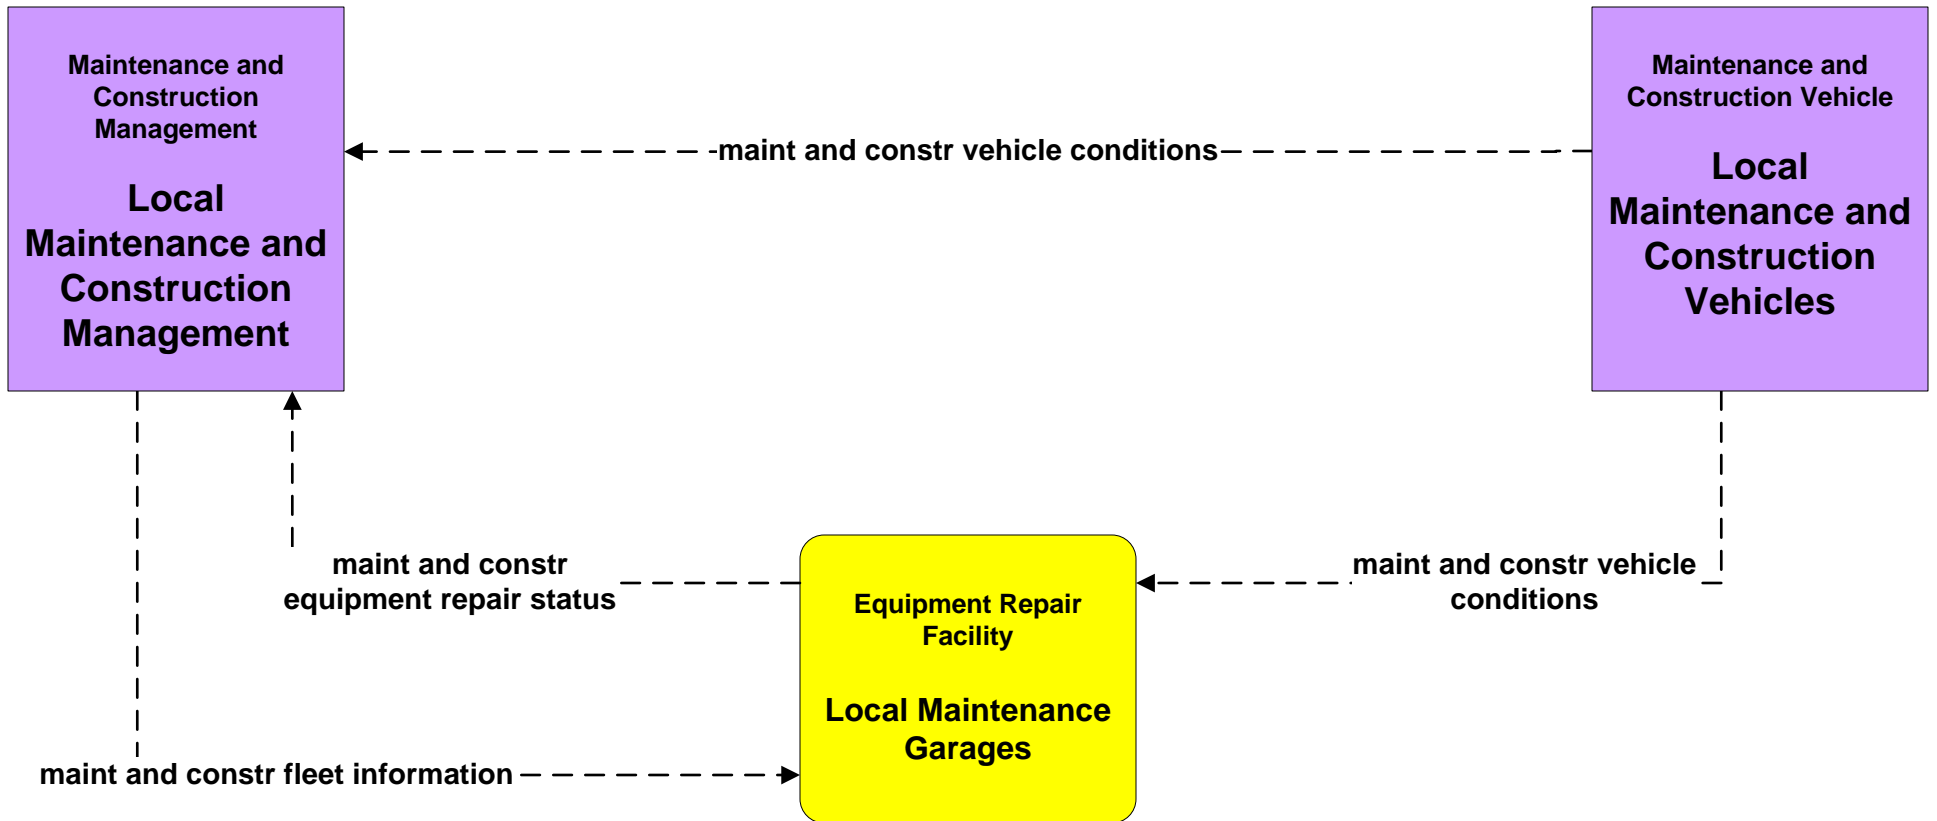 Maintenance and
Construction
Management
Local
Maintenance and
Construction
Management
maint and constr vehicle conditions
Maintenance and
Construction Vehicle
Local
Maintenance and
Construction
Vehicles
maint and constr
equipment repair status
Equipment Repair
Facility
Local Maintenance
Garages
maint and constr vehicle
conditions
maint and constr fleet information